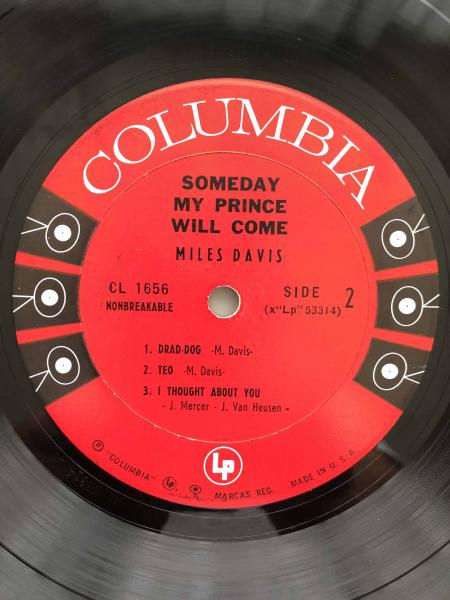 COLUMBIA
SOMEDAY
MY PRINCE
WILL COME
MILES DAVIS
CL 1656
NONBREAKABLE
SIDE 2
(x"Lp" 53314)
1. DRAD-DOG -M. Davis-
2. TEO -M. Davis-
3. I THOUGHT ABOUT YOU
- J. Mercer - J. Van Heusen -
Lp
® "COLUMBIA" Lp ® MARCAS REG. MADE IN U.S.A.